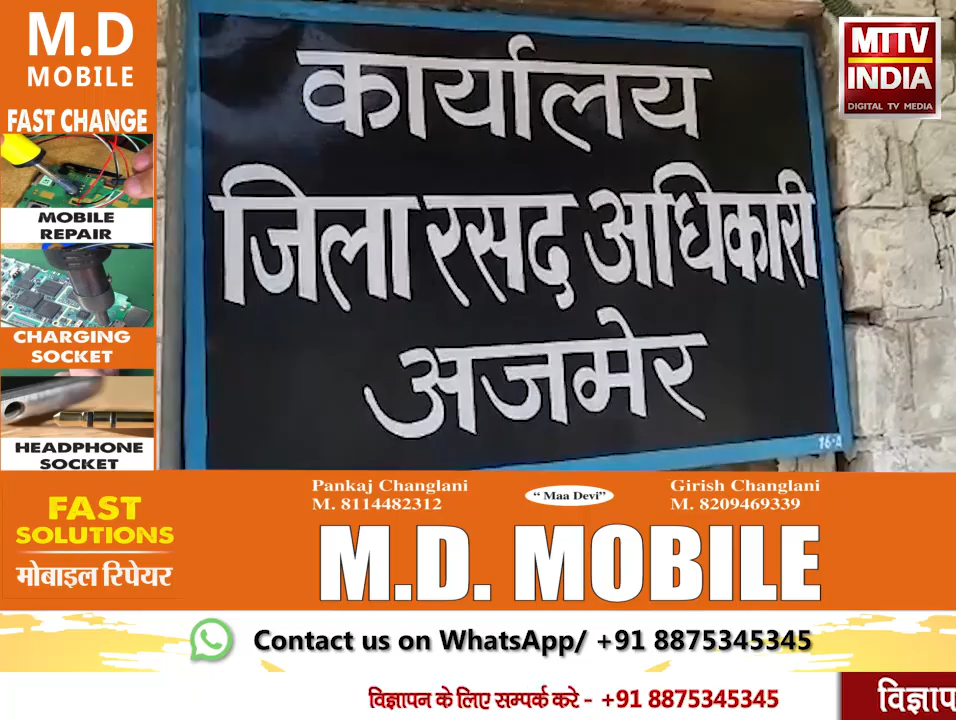 M.D
MOBILE
FAST CHANGE
MOBILE
REPAIR
CHARGING
SOCKET
HEADPHONE
SOCKET
कार्यालय
जिला रसद अधिकारी
अजमेर
16-A
MTTV
INDIA
DIGITAL TV MEDIA
FAST
SOLUTIONS
मोबाइल रिपेयर
Pankaj Changlani
M. 8114482312
“ Maa Devi”
Girish Changlani
M. 8209469339
M.D. MOBILE
Contact us on WhatsApp/ +91 8875345345
विज्ञापन के लिए सम्पर्क करे - +91 8875345345
विज्ञाप